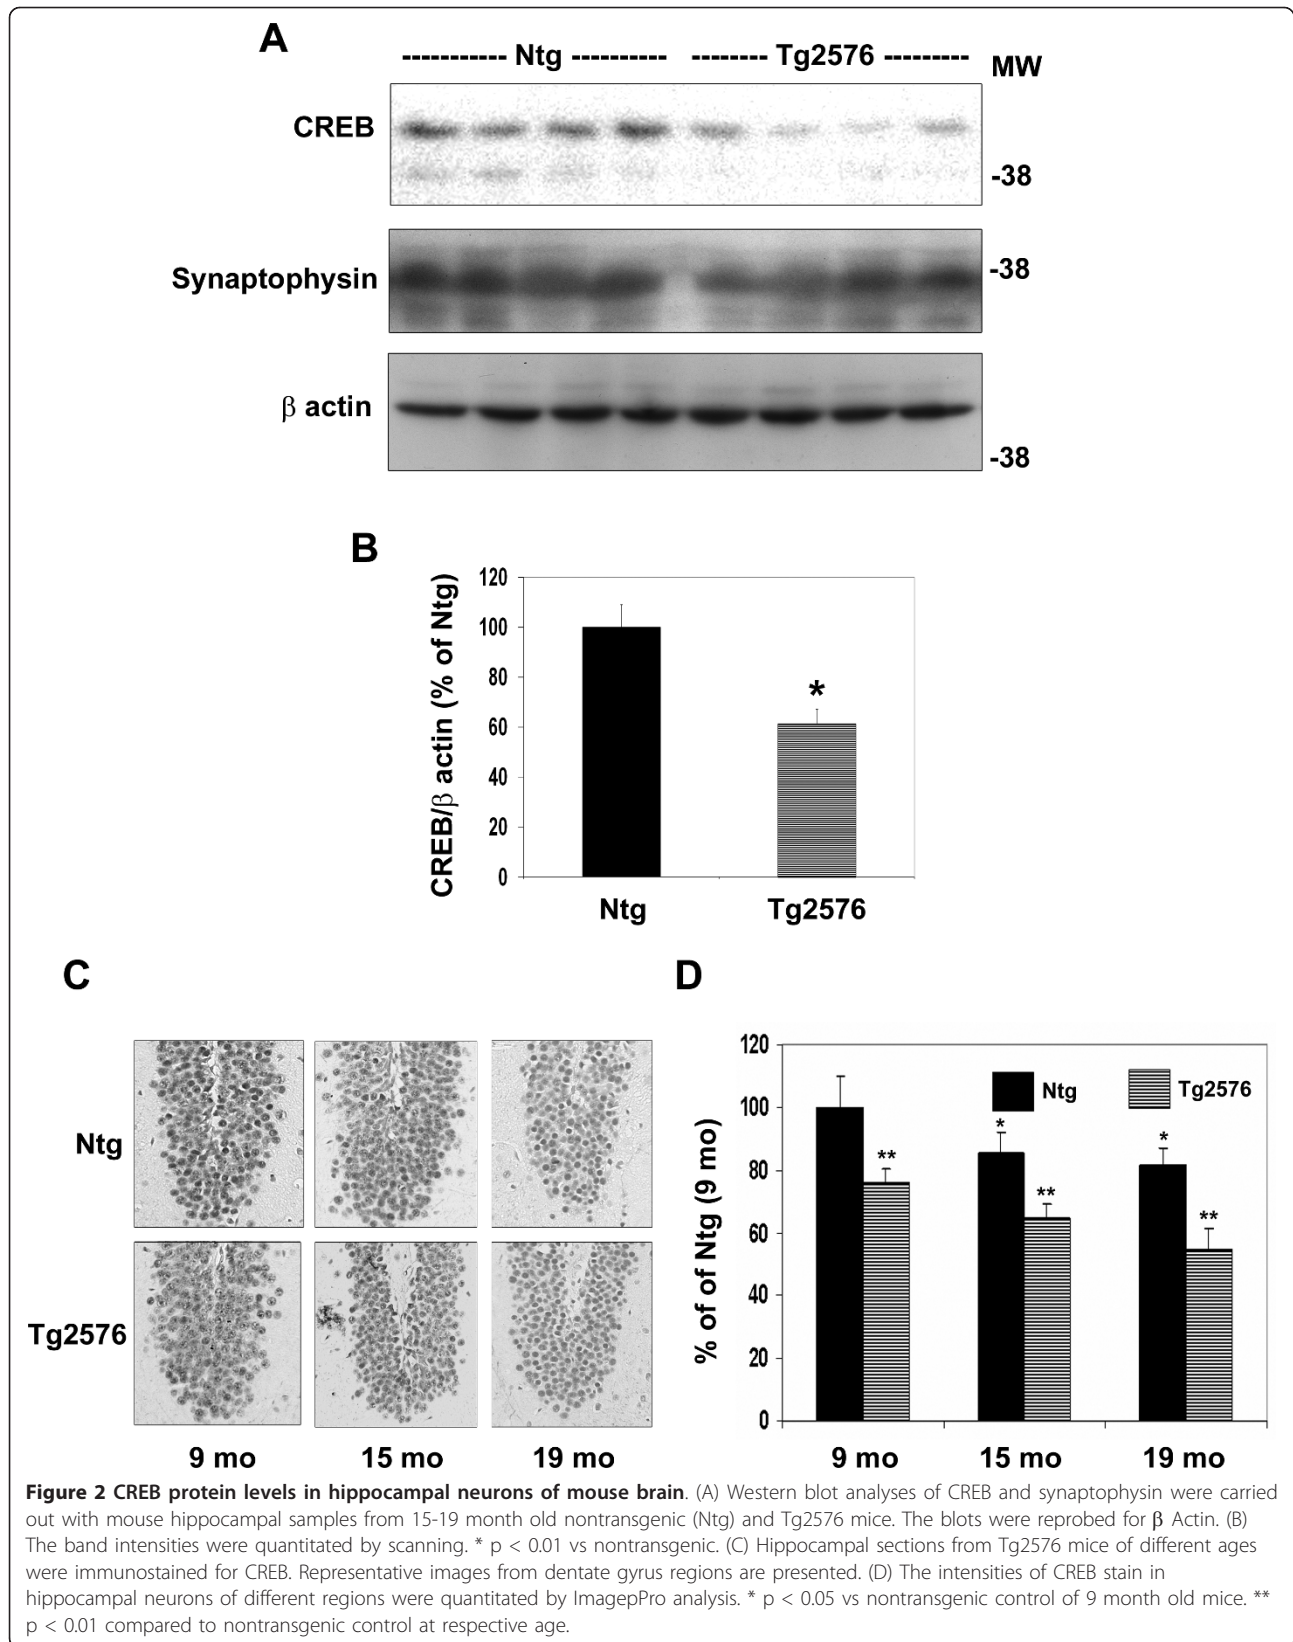 A
----------- Ntg ---------- -------- Tg2576 ---------
MW
CREB
-38
Synaptophysin
-38
β actin
-38
B
CREB/β actin (% of Ntg)
120
100
80
60
40
20
0
*
Ntg Tg2576
C
Ntg
Tg2576
9 mo 15 mo 19 mo
D
% of of Ntg (9 mo)
120
100
80
60
40
20
0
Ntg Tg2576
** * ** * **
9 mo 15 mo 19 mo
Figure 2 CREB protein levels in hippocampal neurons of mouse brain. (A) Western blot analyses of CREB and synaptophysin were carried
out with mouse hippocampal samples from 15-19 month old nontransgenic (Ntg) and Tg2576 mice. The blots were reprobed for β Actin. (B)
The band intensities were quantitated by scanning. * p < 0.01 vs nontransgenic. (C) Hippocampal sections from Tg2576 mice of different ages
were immunostained for CREB. Representative images from dentate gyrus regions are presented. (D) The intensities of CREB stain in
hippocampal neurons of different regions were quantitated by ImagepPro analysis. * p < 0.05 vs nontransgenic control of 9 month old mice. **
p < 0.01 compared to nontransgenic control at respective age.